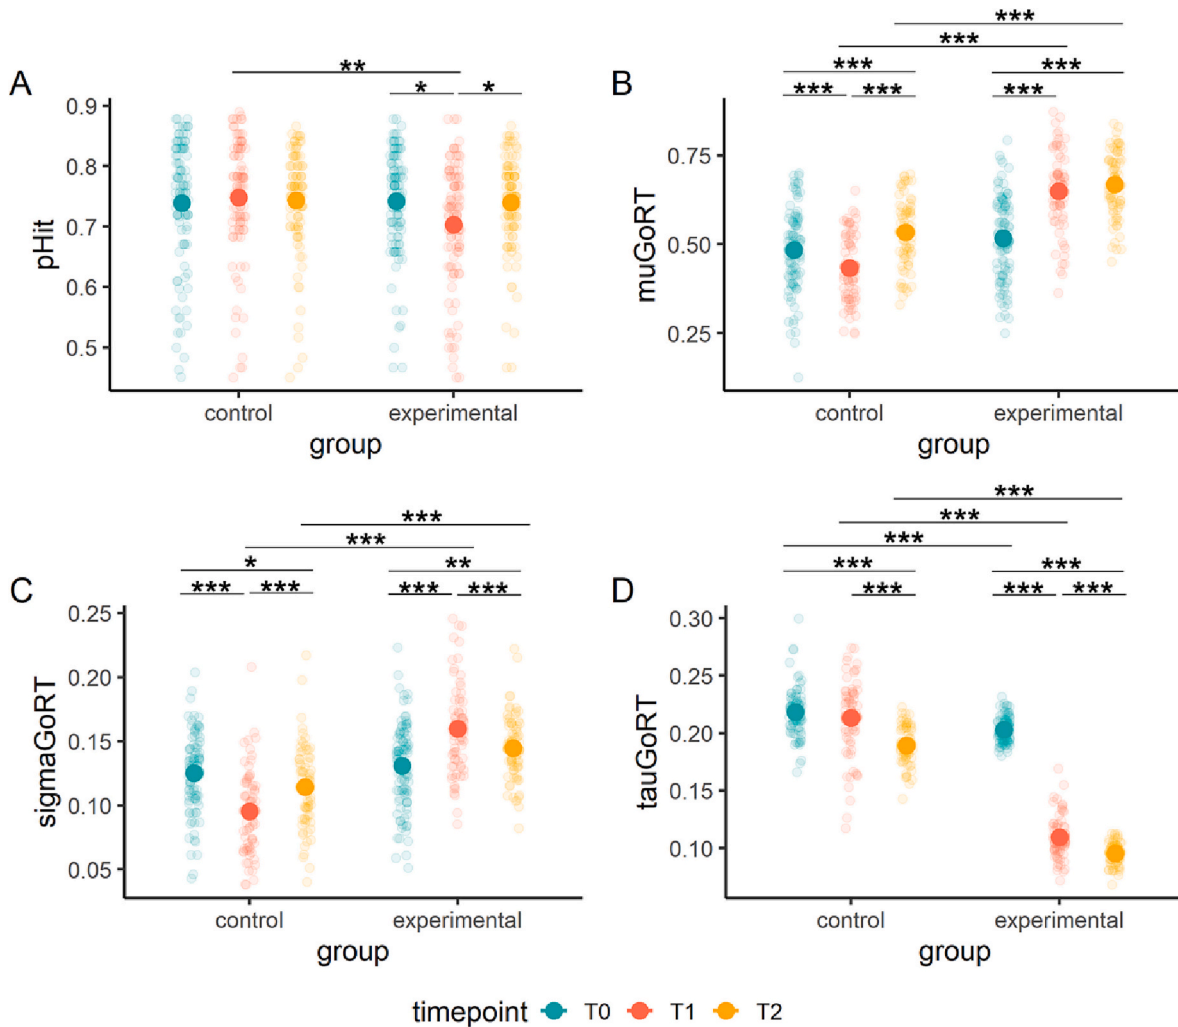 A
**
*
*
0.9
0.8
0.7
0.6
0.5
pHit
control
experimental
group
B
***
***
***
***
***
***
***
0.75
0.50
0.25
muGoRT
control
experimental
group
C
***
***
*
**
***
***
***
***
0.25
0.20
0.15
0.10
0.05
sigmaGoRT
control
experimental
group
D
***
***
***
***
***
***
***
***
0.30
0.25
0.20
0.15
0.10
tauGoRT
control
experimental
group
timepoint T0 T1 T2